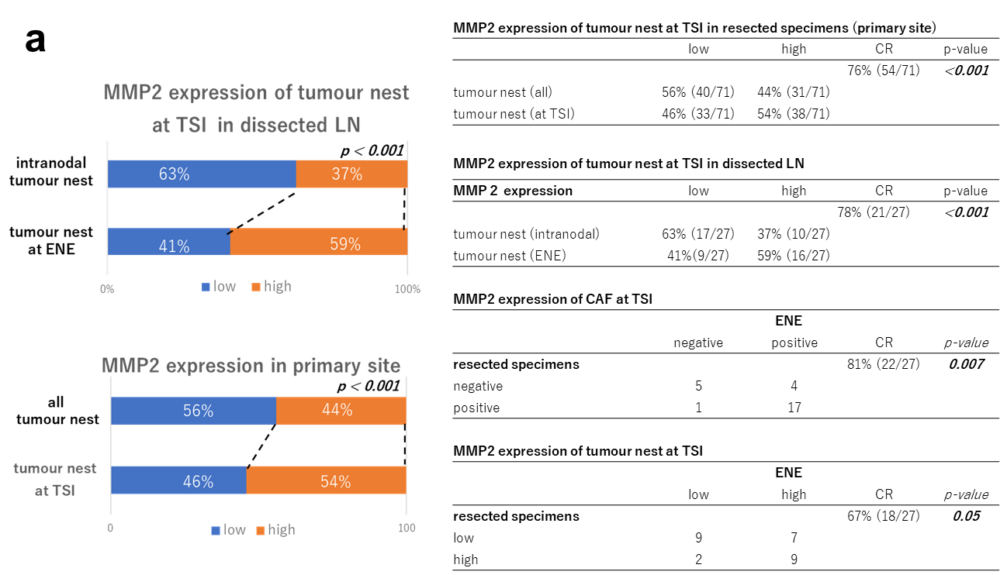 a
MMP2 expression of tumour nest
at TSI in dissected LN
p < 0.001
intranodal
tumour nest
63% 37%
tumour nest
at ENE
41% 59%
low high
0% 100%
MMP2 expression in primary site
p < 0.001
all
tumour nest
56% 44%
tumour nest
at TSI
46% 54%
0 100
low high
MMP2 expression of tumour nest at TSI in resected specimens (primary site)
low high CR p-value
76% (54/71) <0.001
tumour nest (all) 56% (40/71) 44% (31/71)
tumour nest (at TSI) 46% (33/71) 54% (38/71)
MMP2 expression of tumour nest at TSI in dissected LN
MMP 2 expression low high CR p-value
78% (21/27) <0.001
tumour nest (intranodal) 63% (17/27) 37% (10/27)
tumour nest (ENE) 41%(9/27) 59% (16/27)
MMP2 expression of CAF at TSI
ENE
negative positive CR p-value
resected specimens 81% (22/27) 0.007
negative 5 4
positive 1 17
MMP2 expression of tumour nest at TSI
ENE
low high CR p-value
resected specimens 67% (18/27) 0.05
low 9 7
high 2 9